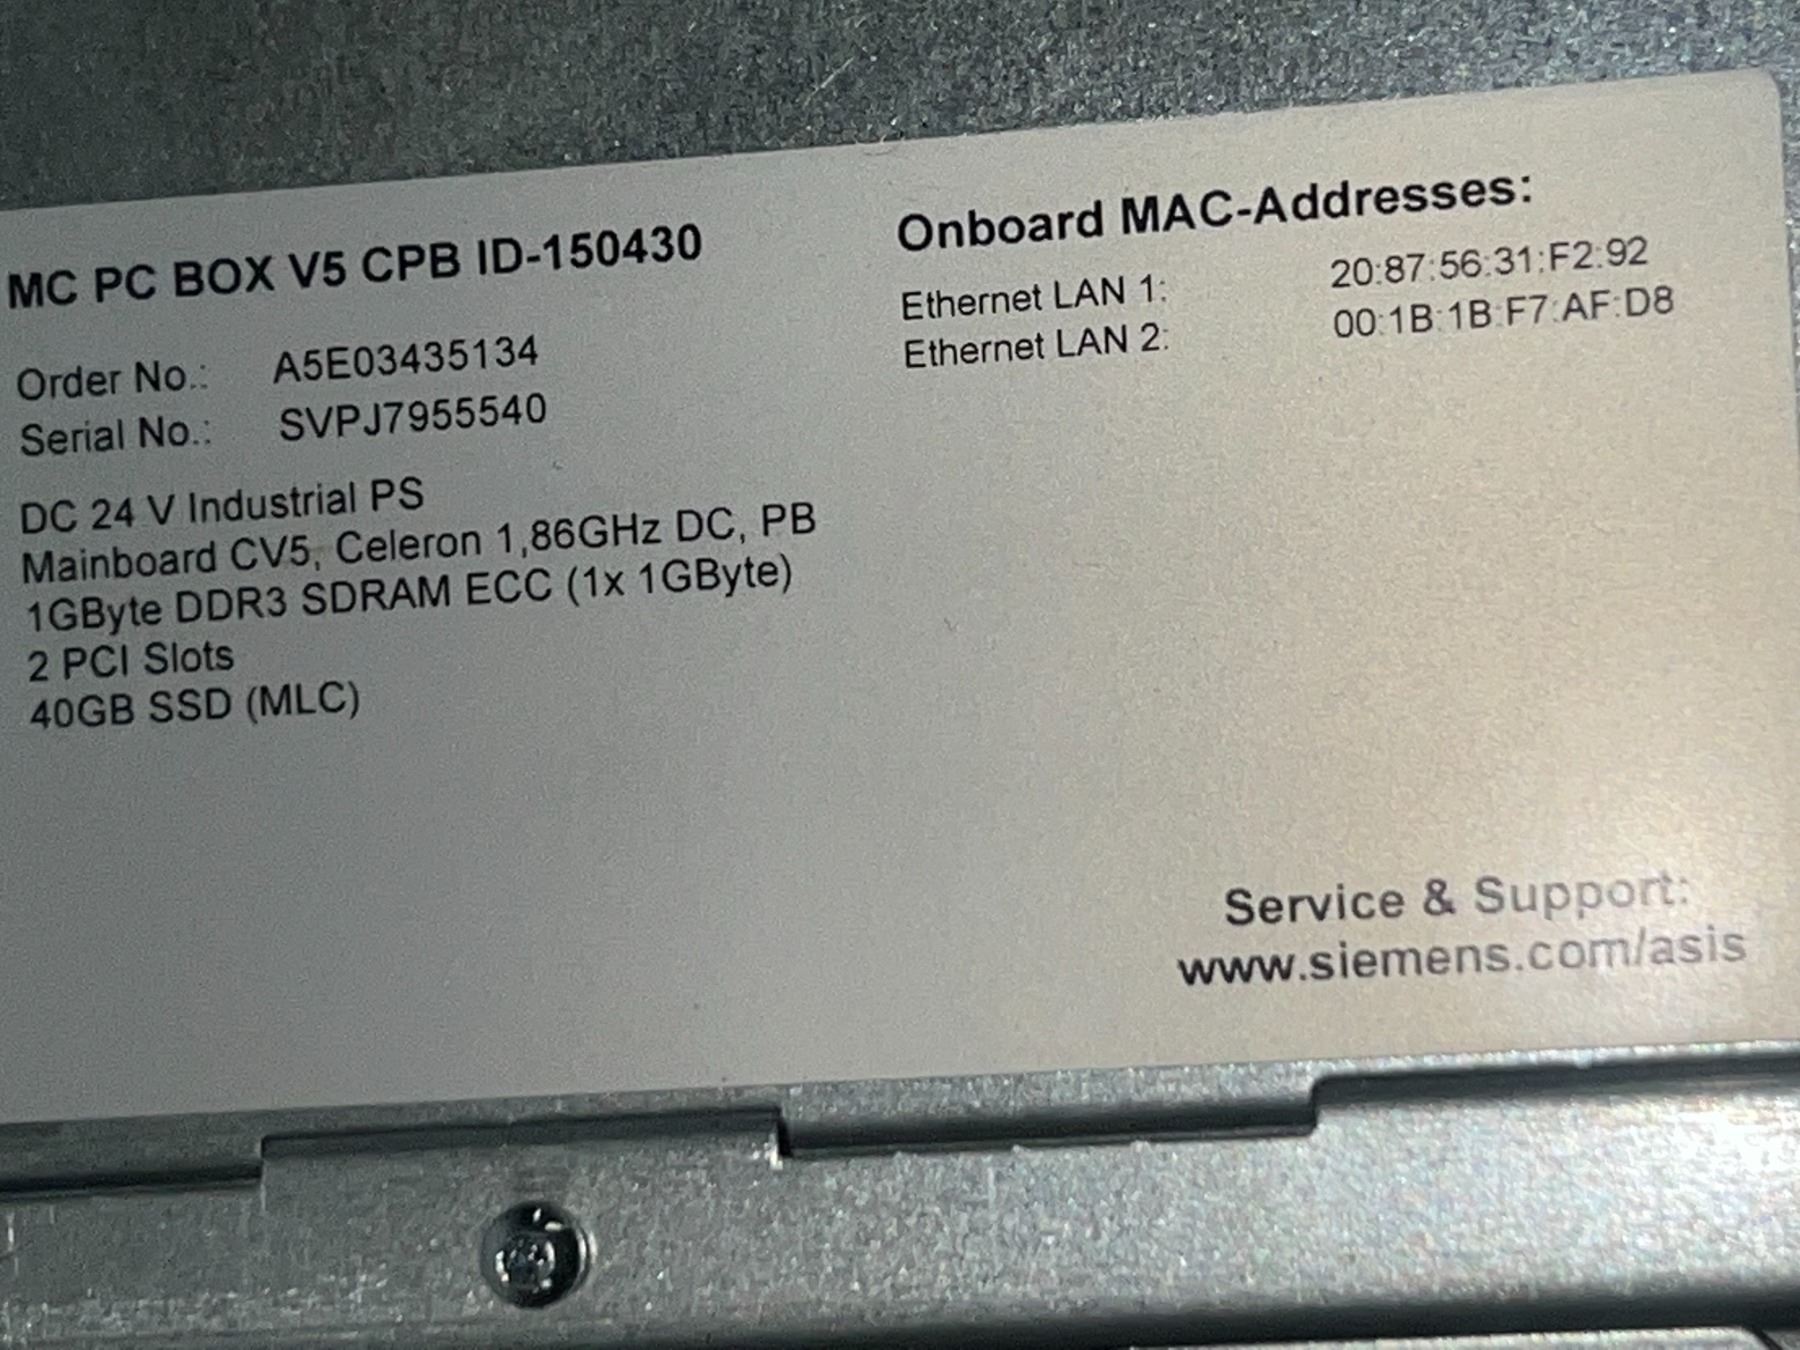 MC PC BOX V5 CPB ID-150430
Order No.: A5E03435134
Serial No.: SVPJ7955540
DC 24 V Industrial PS
Mainboard CV5, Celeron 1,86GHz DC, PB
1GByte DDR3 SDRAM ECC (1x 1GByte)
2 PCI Slots
40GB SSD (MLC)
Onboard MAC-Addresses:
Ethernet LAN 1: 20:87:56:31:F2:92
Ethernet LAN 2: 00:1B:1B:F7:AF:D8
Service & Support:
www.siemens.com/asis